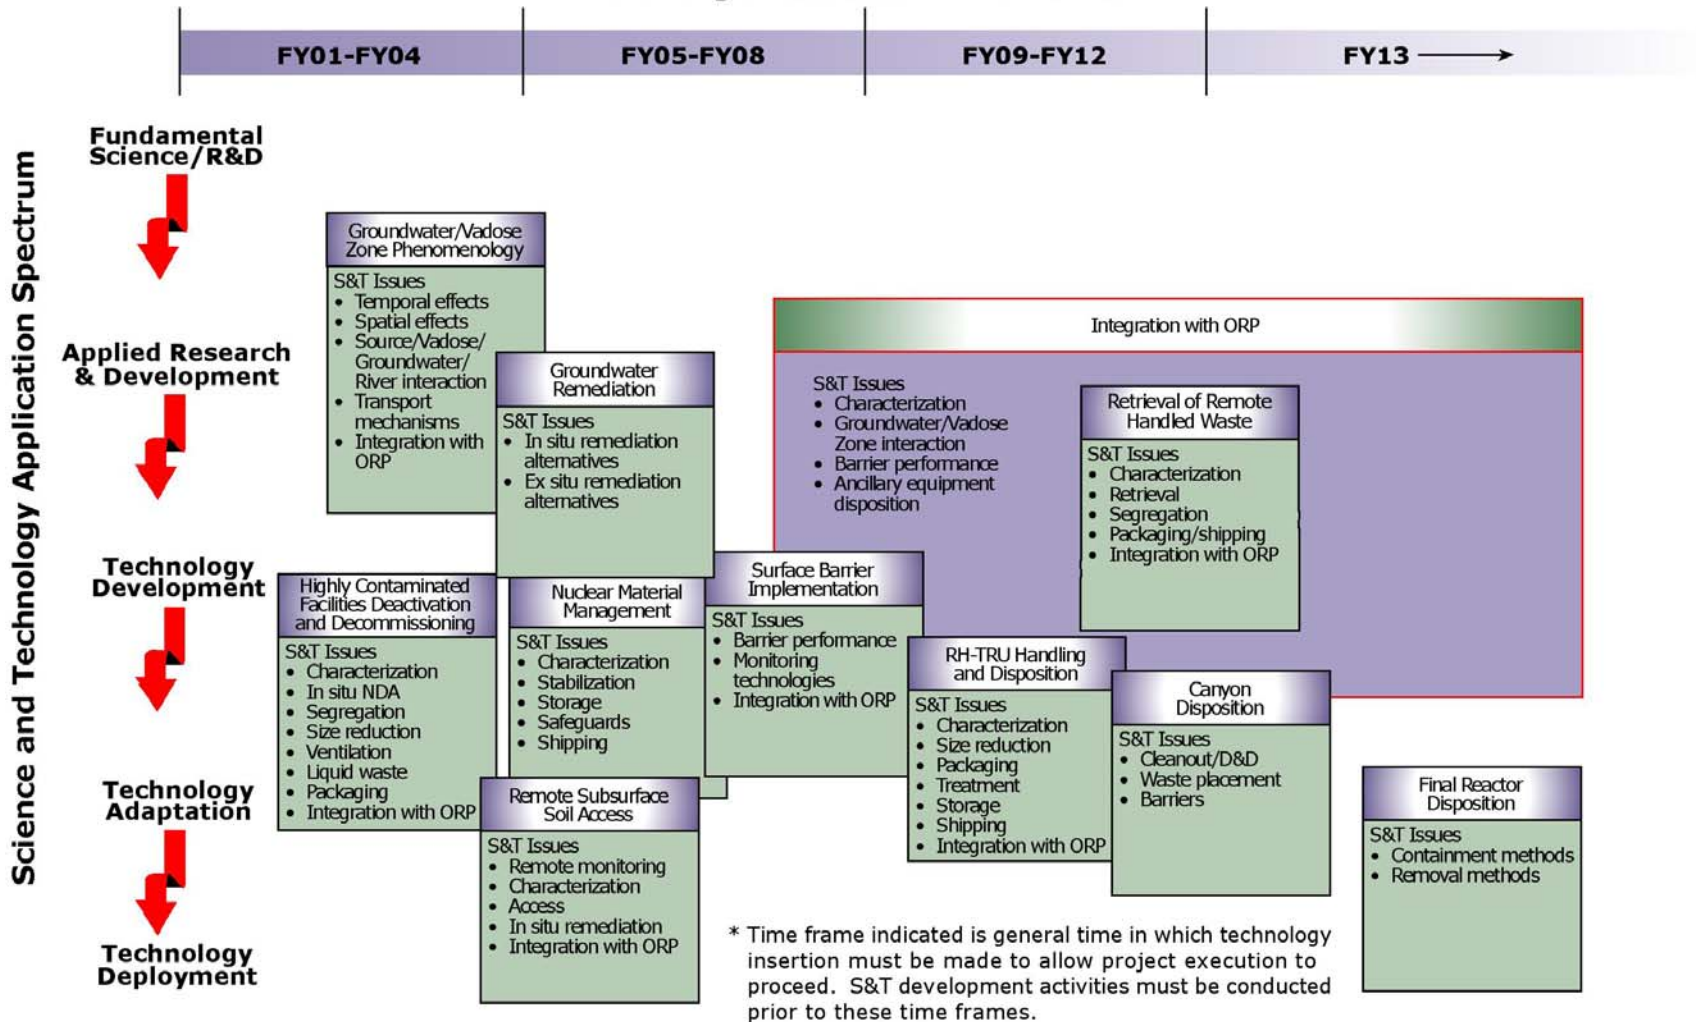 FY01-FY04
FY05-FY08
FY09-FY12
FY13
Science and Technology Application Spectrum
Fundamental
Science/R&D
Applied Research
& Development
Technology
Development
Technology
Adaptation
Technology
Deployment
Groundwater/Vadose
Zone Phenomenology
S&T Issues
• Temporal effects
• Spatial effects
• Source/Vadose/
Groundwater/
River interaction
• Transport
mechanisms
• Integration with
ORP
Groundwater
Remediation
S&T Issues
• In situ remediation
alternatives
• Ex situ remediation
alternatives
Integration with ORP
S&T Issues
• Characterization
• Groundwater/Vadose
Zone interaction
• Barrier performance
• Ancillary equipment
disposition
Retrieval of Remote
Handled Waste
S&T Issues
• Characterization
• Retrieval
• Segregation
• Packaging/shipping
• Integration with ORP
Highly Contaminated
Facilities Deactivation
and Decommissioning
S&T Issues
• Characterization
• In situ NDA
• Segregation
• Size reduction
• Ventilation
• Liquid waste
• Packaging
• Integration with ORP
Nuclear Material
Management
S&T Issues
• Characterization
• Stabilization
• Storage
• Safeguards
• Shipping
Surface Barrier
Implementation
S&T Issues
• Barrier performance
• Monitoring
technologies
• Integration with ORP
RH-TRU Handling
and Disposition
S&T Issues
• Characterization
• Size reduction
• Packaging
• Treatment
• Storage
• Shipping
• Integration with ORP
Canyon
Disposition
S&T Issues
• Cleanout/D&D
• Waste placement
• Barriers
Remote Subsurface
Soil Access
S&T Issues
• Remote monitoring
• Characterization
• Access
• In situ remediation
• Integration with ORP
Final Reactor
Disposition
S&T Issues
• Containment methods
• Removal methods
* Time frame indicated is general time in which technology
insertion must be made to allow project execution to
proceed. S&T development activities must be conducted
prior to these time frames.